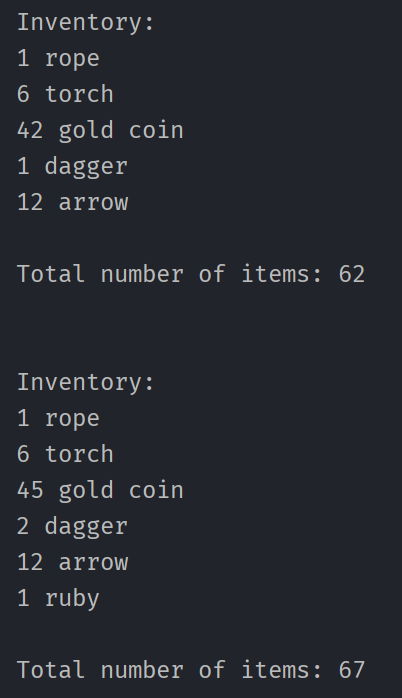 Inventory:
1 rope
6 torch
42 gold coin
1 dagger
12 arrow
Total number of items: 62
Inventory:
1 rope
6 torch
45 gold coin
2 dagger
12 arrow
1 ruby
Total number of items: 67